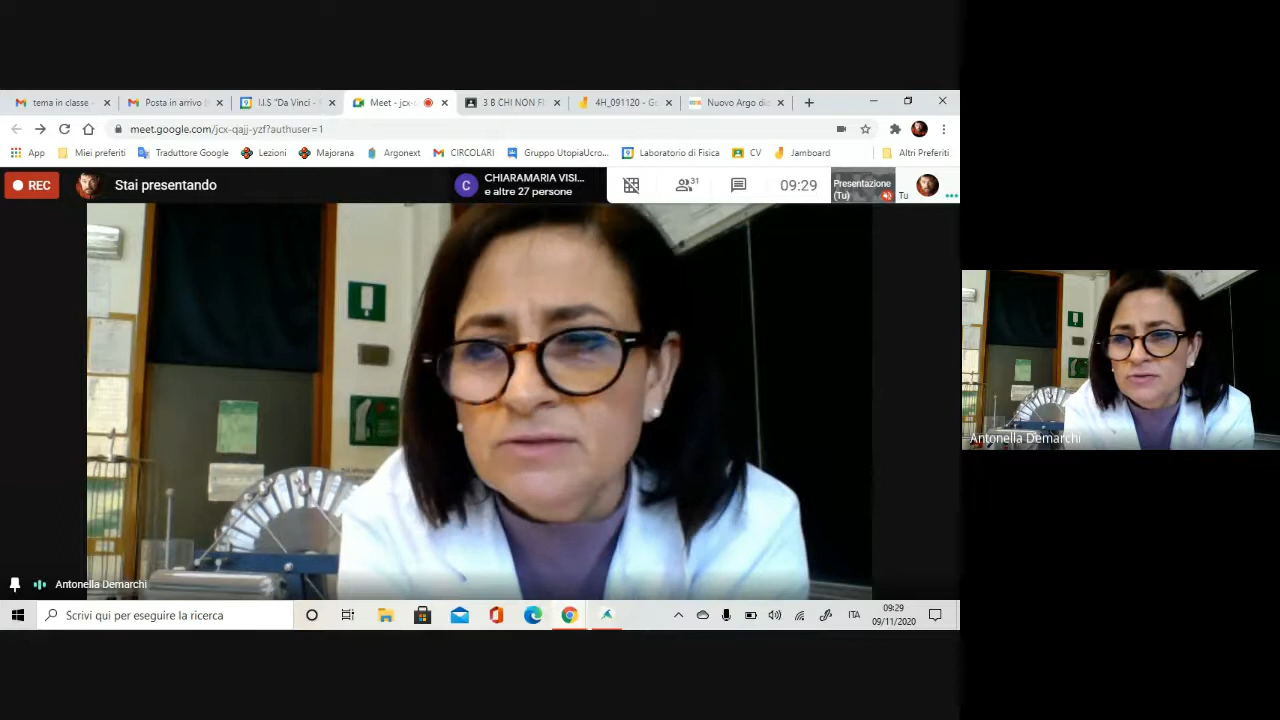 tema in classe -
Posta in arrivo (
I.I.S "Da Vinci -
Meet - jcx-q
3 B CHI NON FI
4H_091120 - Go
Nuovo Argo di
meet.google.com/jcx-qajj-yzf?authuser=1
App
Miei preferiti
Traduttore Google
Lezioni
Majorana
Argonext
CIRCOLARI
Gruppo UtopiaUcro...
Laboratorio di Fisica
CV
Jamboard
Altri Preferiti
REC
Stai presentando
C
CHIARAMARIA VISI...
e altre 27 persone
31
09:29
Presentazione
(Tu)
Tu
Antonella Demarchi
Antonella Demarchi
Scrivi qui per eseguire la ricerca
ITA
09:29
09/11/2020